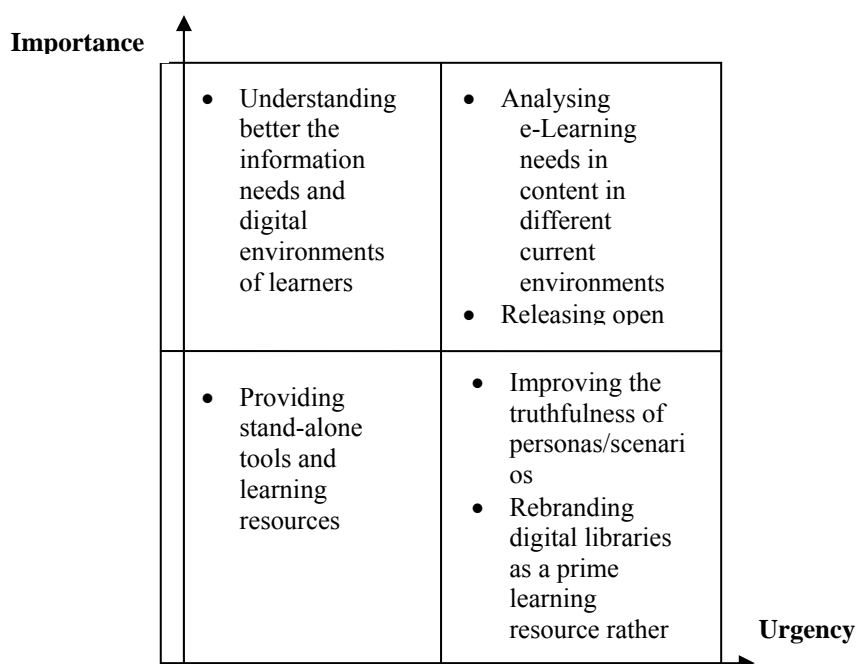 Importance
• Understanding
better the
information
needs and
digital
environments
of learners
• Analysing
e-Learning
needs in
content in
different
current
environments
• Releasing open
• Providing
stand-alone
tools and
learning
resources
• Improving the
truthfulness of
personas/scenari
os
• Rebranding
digital libraries
as a prime
learning
resource rather
Urgency